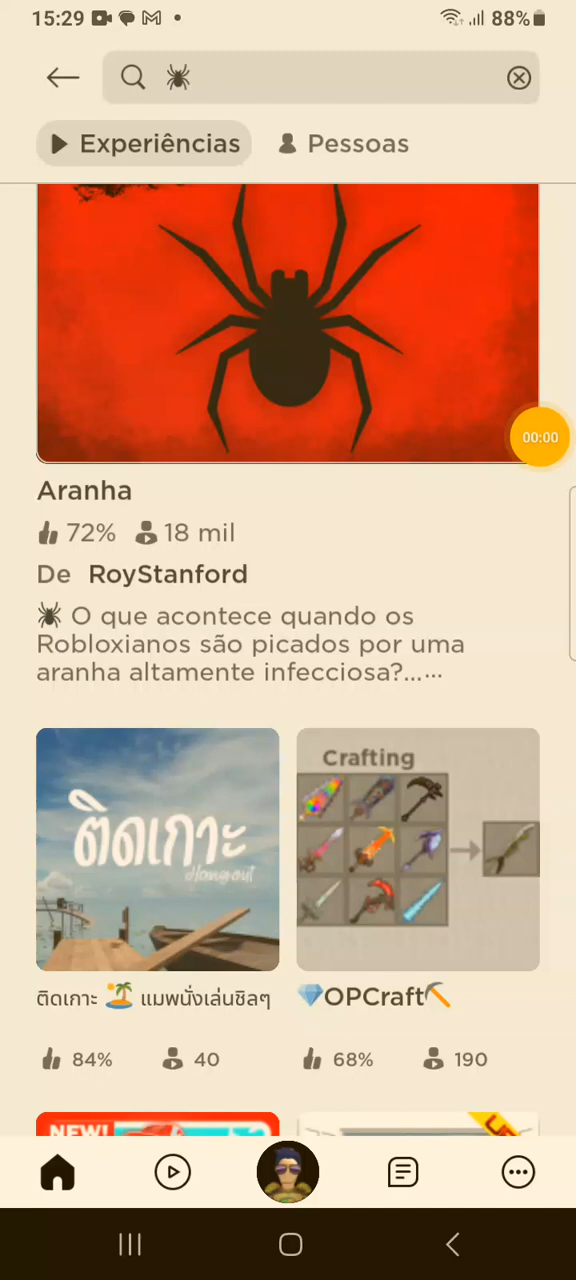 15:29 88%
🕷
Experiências Pessoas
00:00
Aranha
72% 18 mil
De RoyStanford
🕷 O que acontece quando os
Robloxianos são picados por uma
aranha altamente infecciosa?...···
Crafting
ติดเกาะ
Hangout
ติดเกาะ 🏝️ แมพนั่งเล่นชิลๆ
💎OPCraft⛏️
84% 40
68% 190
NEW!